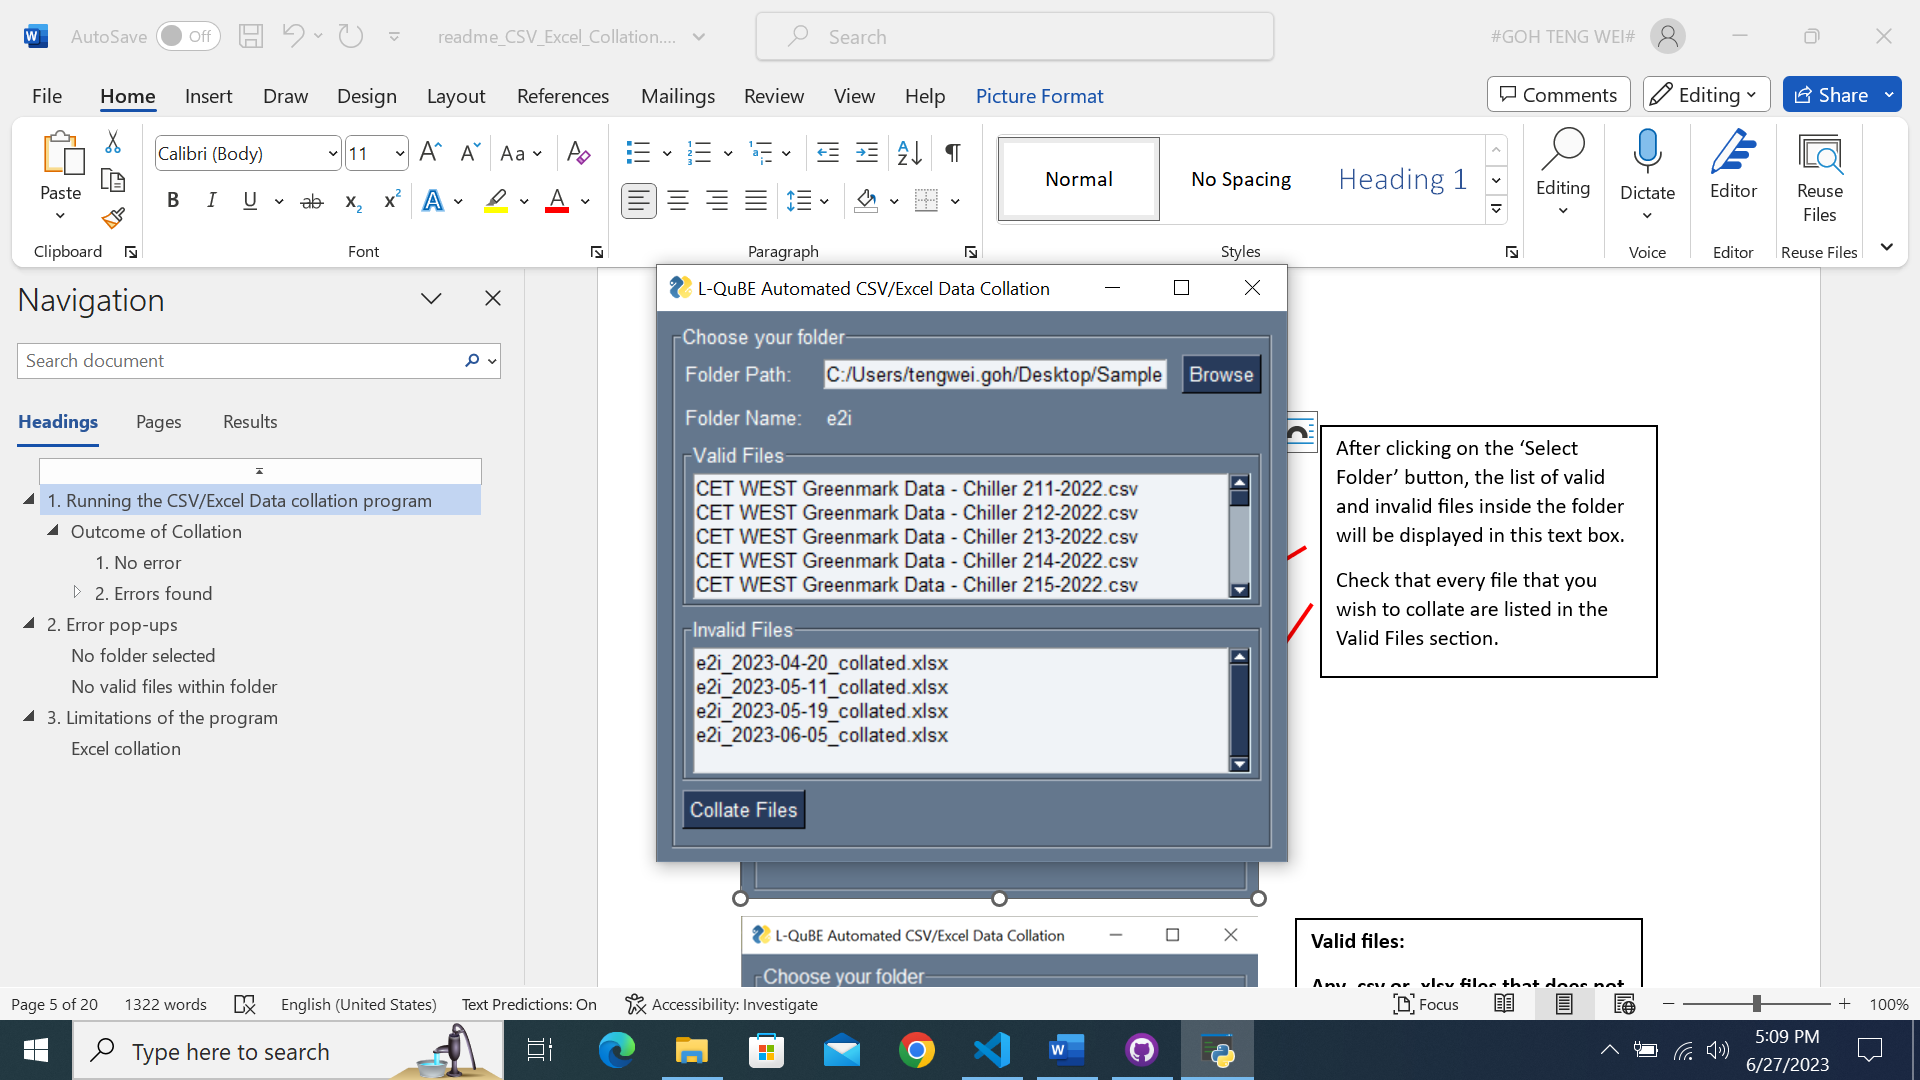 AutoSave Off readme_CSV_Excel_Collation.... Search #GOH TENG WEI#
File Home Insert Draw Design Layout References Mailings Review View Help Picture Format Comments Editing Share
Paste
Calibri (Body) 11
Normal No Spacing Heading 1
Editing Dictate Editor Reuse Files
Clipboard Font Paragraph Styles Voice Editor Reuse Files
Navigation
Search document
Headings Pages Results
1. Running the CSV/Excel Data collation program
Outcome of Collation
1. No error
2. Errors found
2. Error pop-ups
No folder selected
No valid files within folder
3. Limitations of the program
Excel collation
L-QuBE Automated CSV/Excel Data Collation
Choose your folder
Folder Path: C:/Users/tengwei.goh/Desktop/Sample Browse
Folder Name: e2i
Valid Files
CET WEST Greenmark Data - Chiller 211-2022.csv
CET WEST Greenmark Data - Chiller 212-2022.csv
CET WEST Greenmark Data - Chiller 213-2022.csv
CET WEST Greenmark Data - Chiller 214-2022.csv
CET WEST Greenmark Data - Chiller 215-2022.csv
Invalid Files
e2i_2023-04-20_collated.xlsx
e2i_2023-05-11_collated.xlsx
e2i_2023-05-19_collated.xlsx
e2i_2023-06-05_collated.xlsx
Collate Files
After clicking on the ‘Select
Folder’ button, the list of valid
and invalid files inside the folder
will be displayed in this text box.
Check that every file that you
wish to collate are listed in the
Valid Files section.
L-QuBE Automated CSV/Excel Data Collation
Choose your folder
Valid files:
Any .csv or .xlsx files that does not
Page 5 of 20 1322 words English (United States) Text Predictions: On Accessibility: Investigate Focus 100%
Type here to search
5:09 PM
6/27/2023